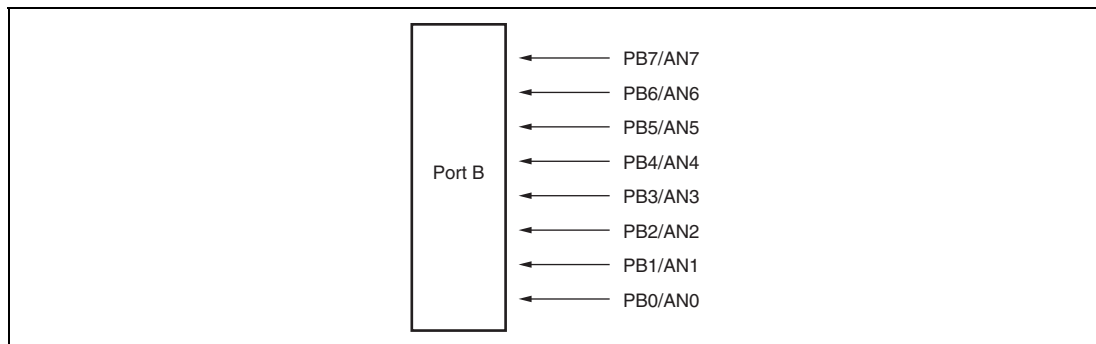 Port B
PB7/AN7
PB6/AN6
PB5/AN5
PB4/AN4
PB3/AN3
PB2/AN2
PB1/AN1
PB0/AN0